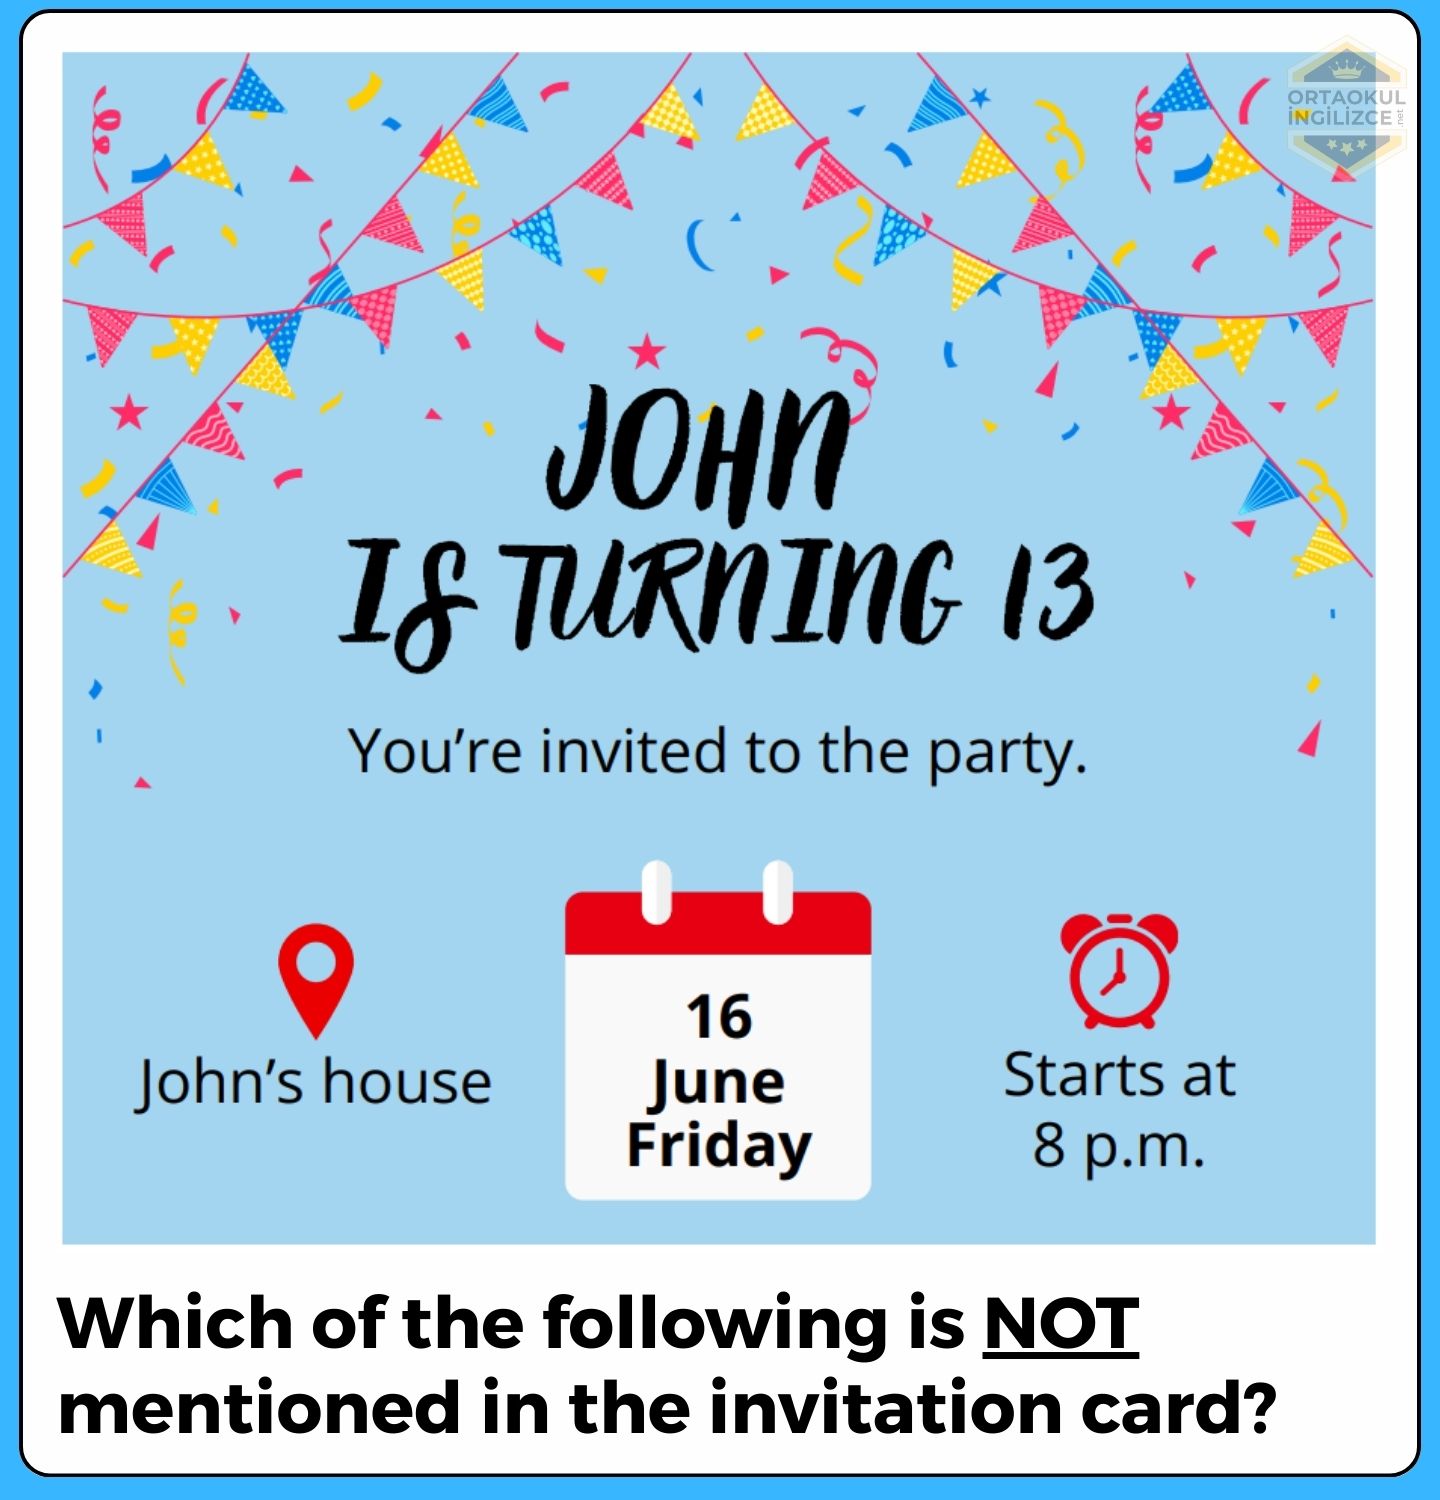 ORTAOKUL
İNGİLİZCE.net
JOHN
IS TURNING 13
You're invited to the party.
John's house
16
June
Friday
Starts at
8 p.m.
Which of the following is NOT
mentioned in the invitation card?